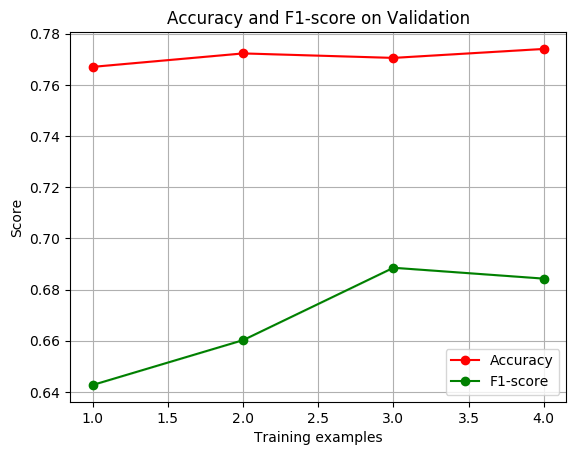 Accuracy and F1-score on Validation
0.78
0.76
0.74
0.72
0.70
0.68
0.66
0.64
Score
1.0 1.5 2.0 2.5 3.0 3.5 4.0
Training examples
Accuracy
F1-score